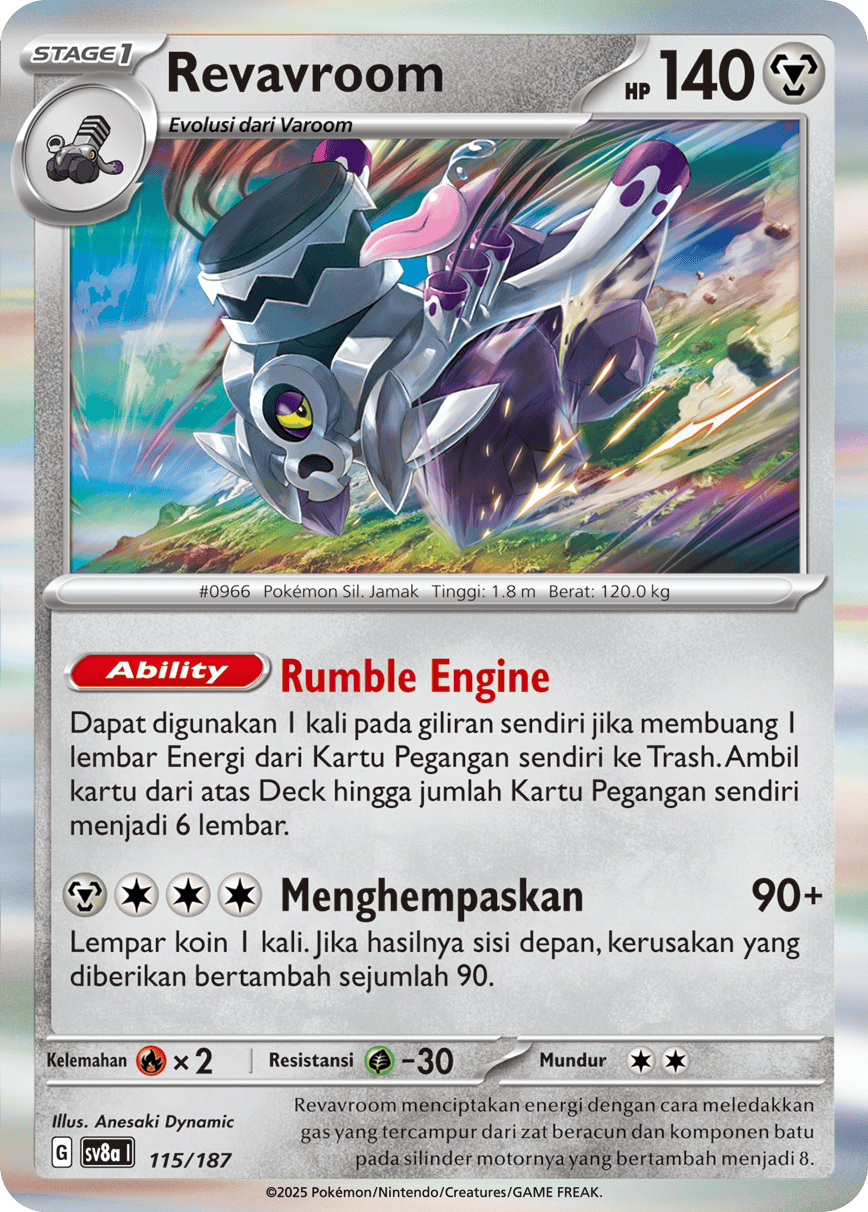 STAGE1
Revavroom
HP 140
Evolusi dari Varoom
#0966 Pokémon Sil. Jamak Tinggi: 1.8 m Berat: 120.0 kg
Ability Rumble Engine
Dapat digunakan 1 kali pada giliran sendiri jika membuang 1
lembar Energi dari Kartu Pegangan sendiri ke Trash. Ambil
kartu dari atas Deck hingga jumlah Kartu Pegangan sendiri
menjadi 6 lembar.
Menghempaskan 90+
Lempar koin 1 kali. Jika hasilnya sisi depan, kerusakan yang
diberikan bertambah sejumlah 90.
Kelemahan ×2 Resistansi -30 Mundur
Illus. Anesaki Dynamic
G sv8a I 115/187
Revavroom menciptakan energi dengan cara meledakkan
gas yang tercampur dari zat beracun dan komponen batu
pada silinder motornya yang bertambah menjadi 8.
©2025 Pokémon/Nintendo/Creatures/GAME FREAK.